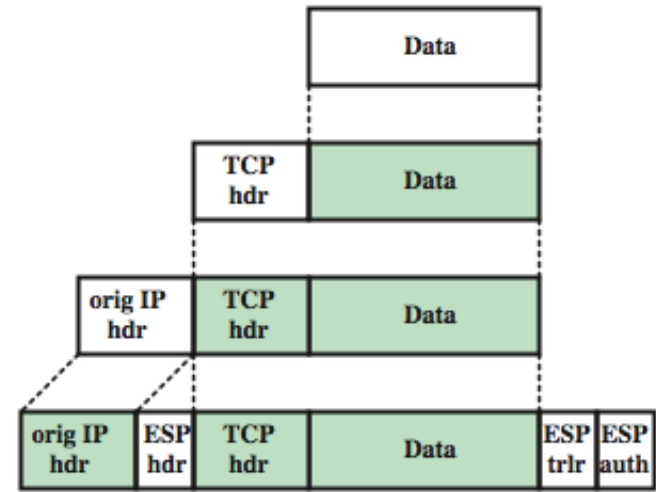 Data
TCP
hdr
Data
orig IP
hdr
TCP
hdr
Data
orig IP
hdr
ESP
hdr
TCP
hdr
Data
ESP
trlr
ESP
auth